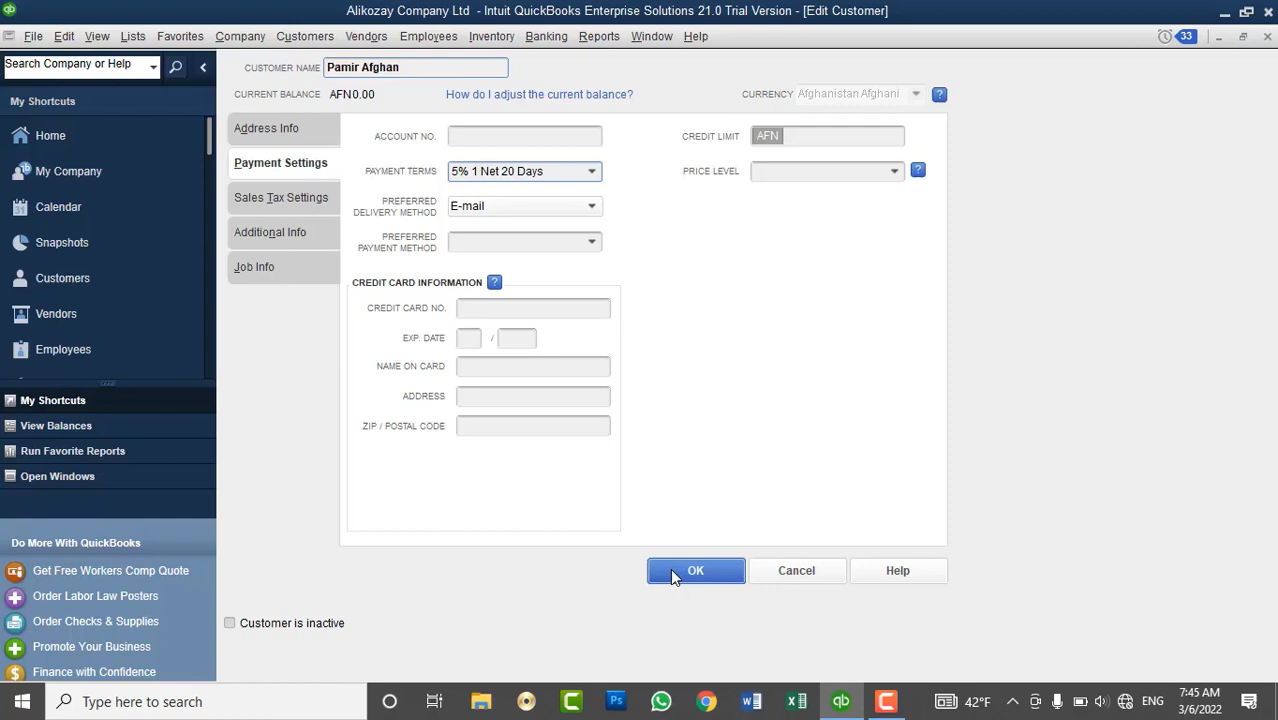 Alikozay Company Ltd - Intuit QuickBooks Enterprise Solutions 21.0 Trial Version - [Edit Customer]
File Edit View Lists Favorites Company Customers Vendors Employees Inventory Banking Reports Window Help 33
Search Company or Help
My Shortcuts
Home
My Company
Calendar
Snapshots
Customers
Vendors
Employees
My Shortcuts
View Balances
Run Favorite Reports
Open Windows
Do More With QuickBooks
Get Free Workers Comp Quote
Order Labor Law Posters
Order Checks & Supplies
Promote Your Business
Finance with Confidence
CUSTOMER NAME Pamir Afghan
CURRENT BALANCE AFN0.00 How do I adjust the current balance? CURRENCY Afghanistan Afghani ?
Address Info
Payment Settings
Sales Tax Settings
Additional Info
Job Info
ACCOUNT NO. CREDIT LIMIT AFN
PAYMENT TERMS 5% 1 Net 20 Days PRICE LEVEL ?
PREFERRED
DELIVERY METHOD E-mail
PREFERRED
PAYMENT METHOD
CREDIT CARD INFORMATION ?
CREDIT CARD NO.
EXP. DATE /
NAME ON CARD
ADDRESS
ZIP / POSTAL CODE
OK Cancel Help
Customer is inactive
Type here to search
42°F ENG 7:45 AM
3/6/2022